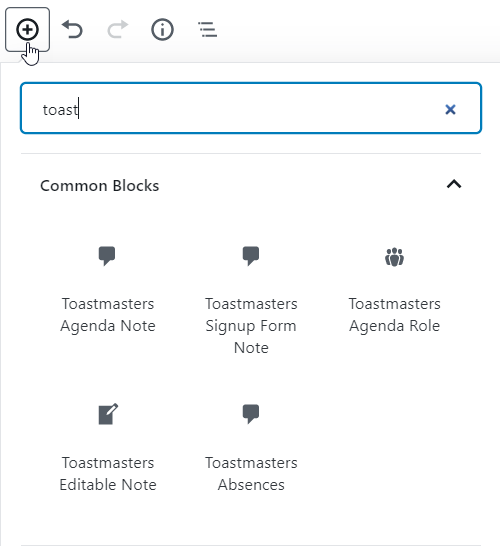 toast
Common Blocks
Toastmasters Agenda Note
Toastmasters Signup Form Note
Toastmasters Agenda Role
Toastmasters Editable Note
Toastmasters Absences